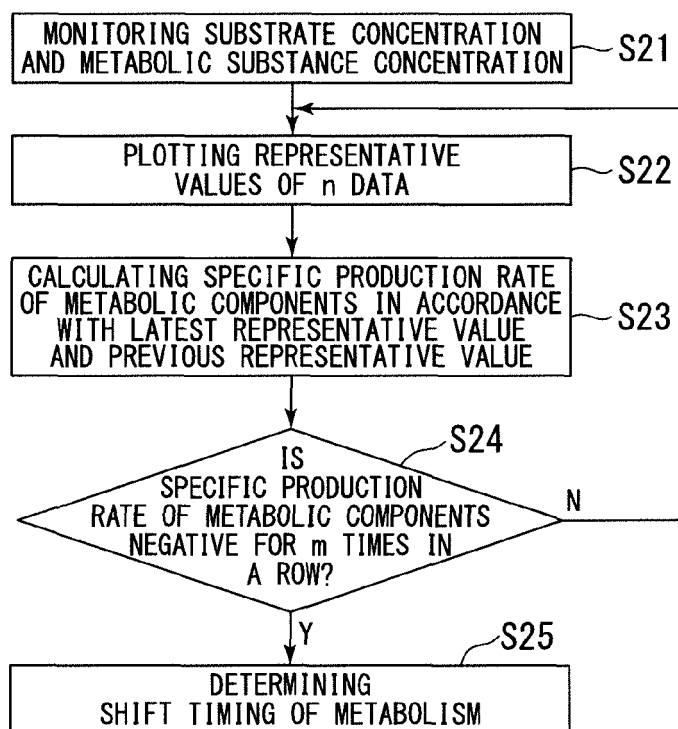 MONITORING SUBSTRATE CONCENTRATION
AND METABOLIC SUBSTANCE CONCENTRATION
S21
PLOTTING REPRESENTATIVE
VALUES OF n DATA
S22
CALCULATING SPECIFIC PRODUCTION RATE
OF METABOLIC COMPONENTS IN ACCORDANCE
WITH LATEST REPRESENTATIVE VALUE
AND PREVIOUS REPRESENTATIVE VALUE
S23
S24
IS
SPECIFIC PRODUCTION
RATE OF METABOLIC COMPONENTS
NEGATIVE FOR m TIMES IN
A ROW?
N
Y
S25
DETERMINING
SHIFT TIMING OF METABOLISM